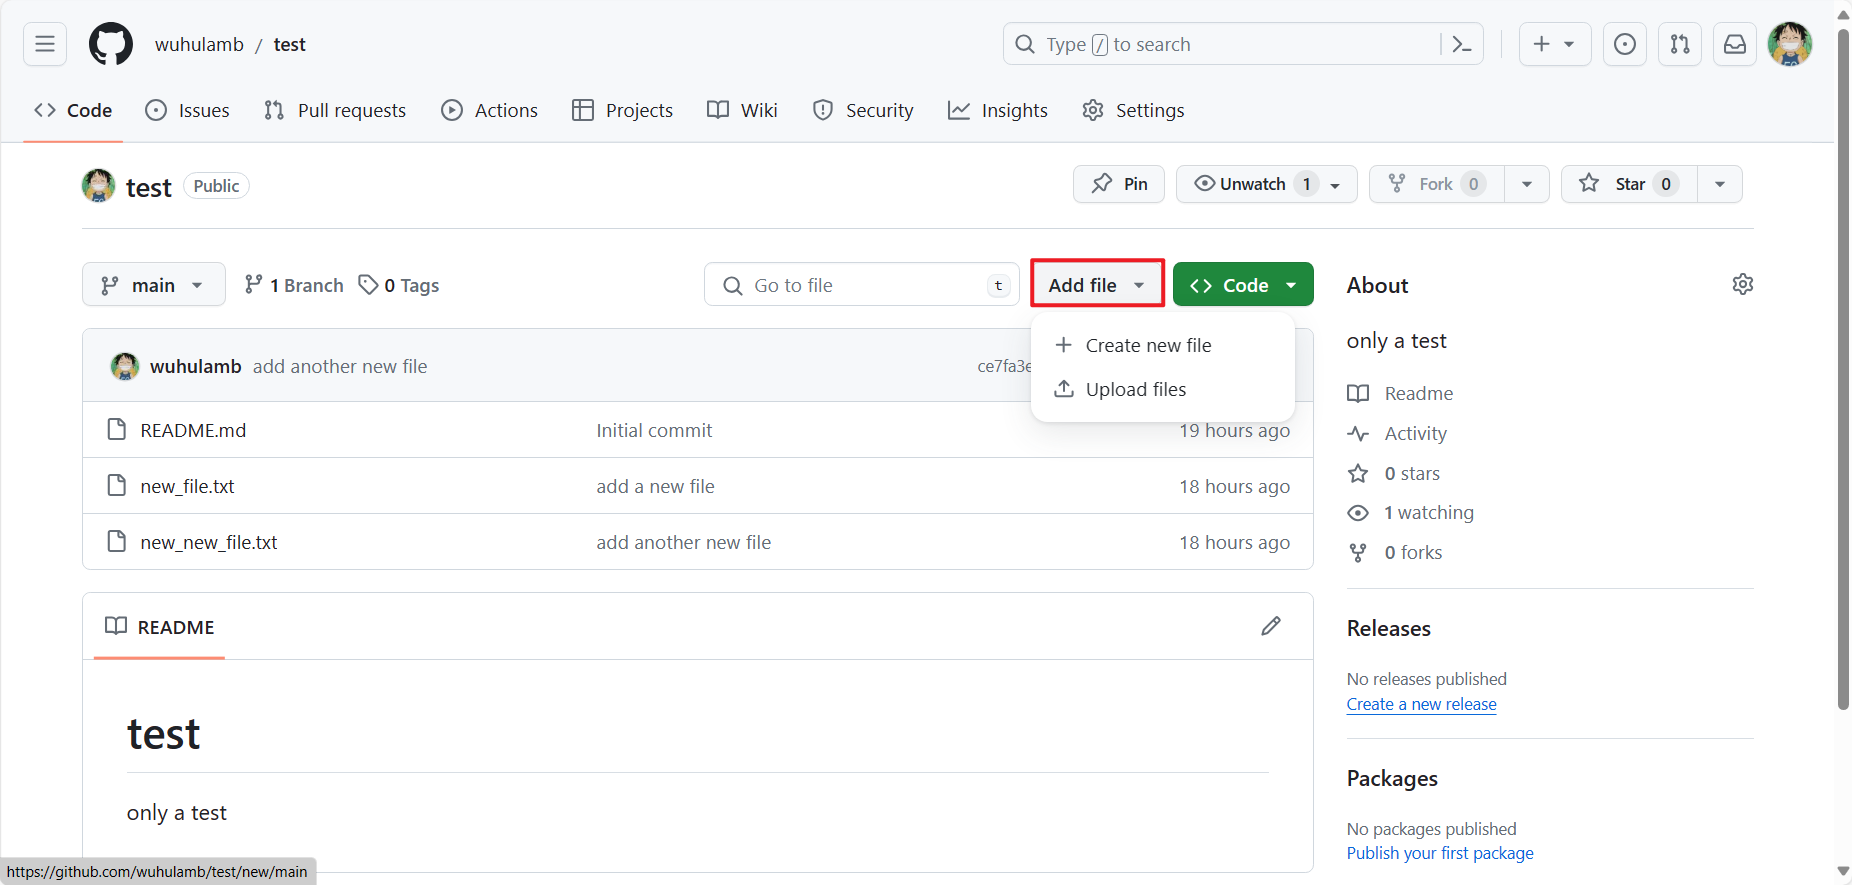 wuhulamb / test
Type / to search
Code
Issues
Pull requests
Actions
Projects
Wiki
Security
Insights
Settings
test
Public
Pin
Unwatch 1
Fork 0
Star 0
main
1 Branch
0 Tags
Go to file
t
Add file
Code
Create new file
Upload files
wuhulamb add another new file
ce7fa3e
README.md Initial commit 19 hours ago
new_file.txt add a new file 18 hours ago
new_new_file.txt add another new file 18 hours ago
README
test
only a test
About
only a test
Readme
Activity
0 stars
1 watching
0 forks
Releases
No releases published
Create a new release
Packages
No packages published
Publish your first package
https://github.com/wuhulamb/test/new/main